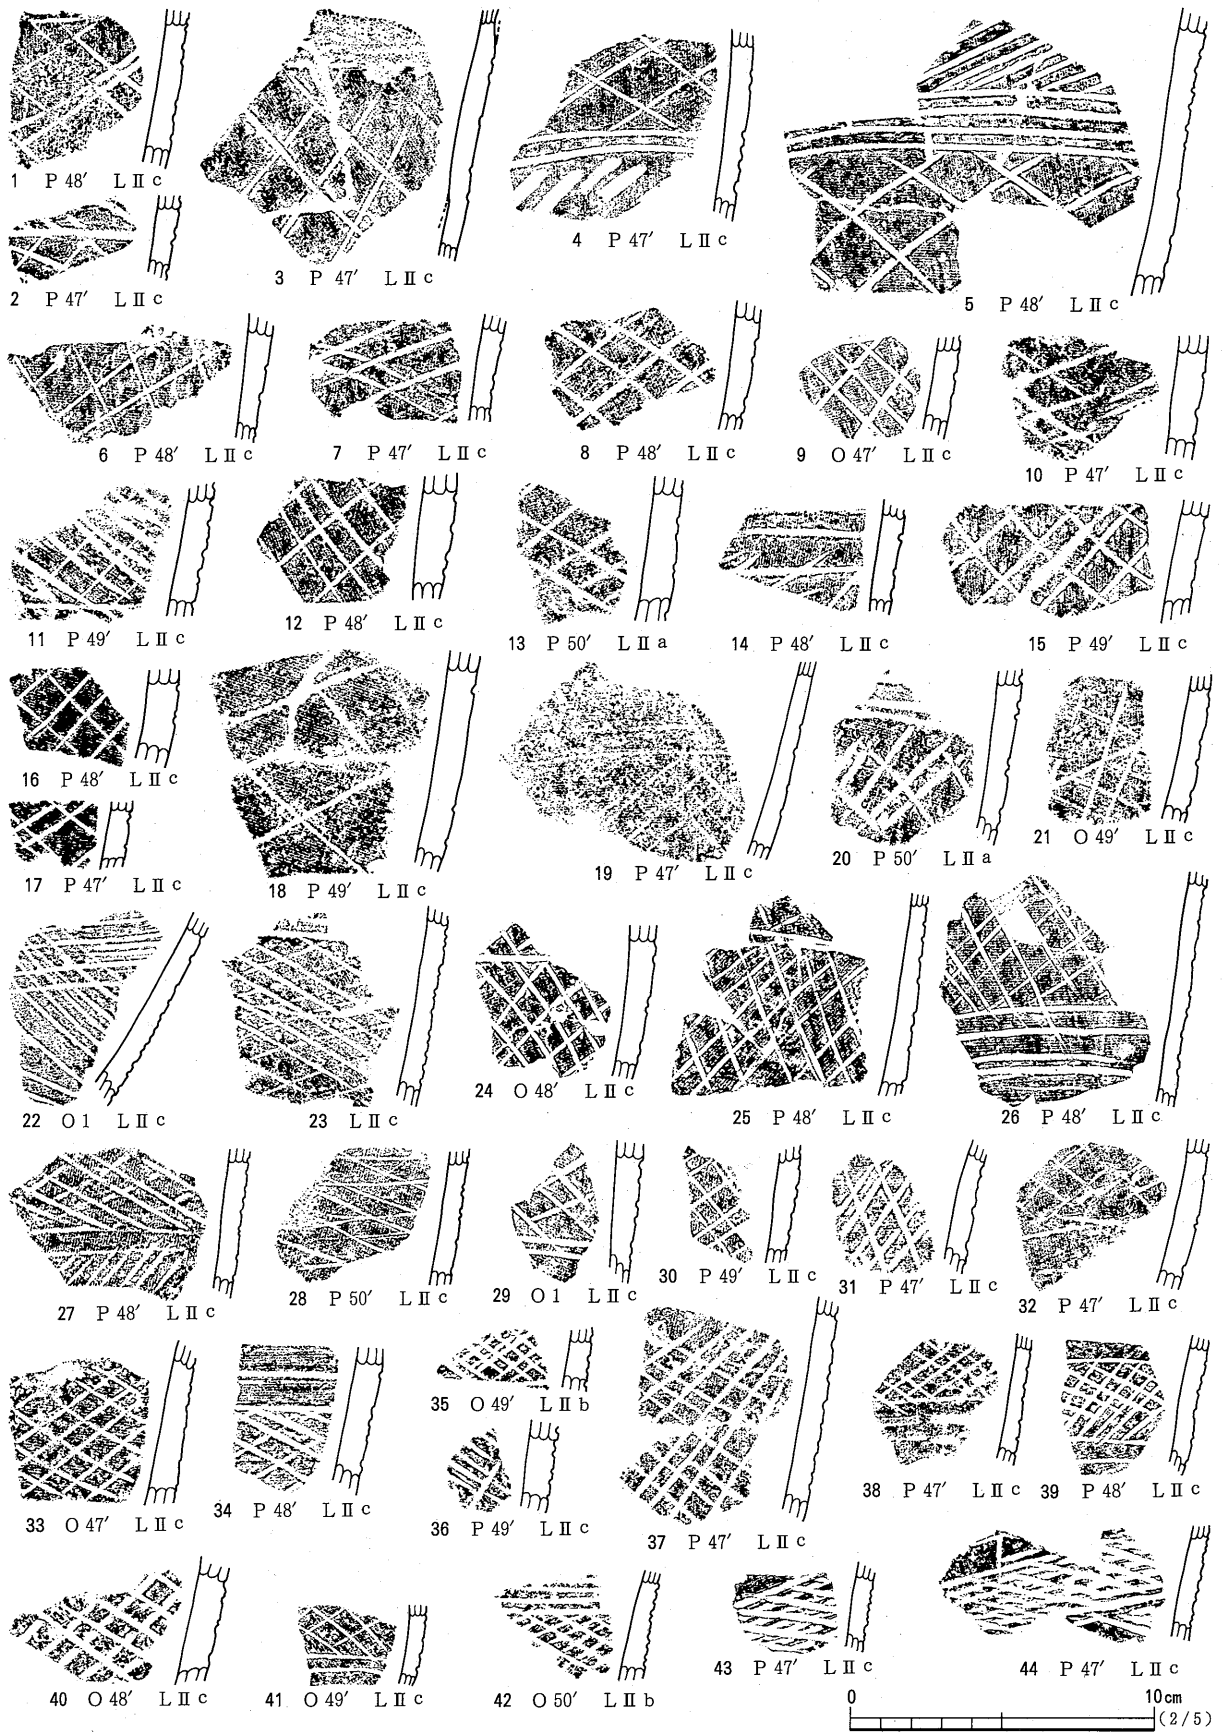 1 P 48′ L Ⅱ c
2 P 47′ L Ⅱ c
3 P 47′ L Ⅱ c
4 P 47′ L Ⅱ c
5 P 48′ L Ⅱ c
6 P 48′ L Ⅱ c
7 P 47′ L Ⅱ c
8 P 48′ L Ⅱ c
9 O 47′ L Ⅱ c
10 P 47′ L Ⅱ c
11 P 49′ L Ⅱ c
12 P 48′ L Ⅱ c
13 P 50′ L Ⅱ a
14 P 48′ L Ⅱ c
15 P 49′ L Ⅱ c
16 P 48′ L Ⅱ c
17 P 47′ L Ⅱ c
18 P 49′ L Ⅱ c
19 P 47′ L Ⅱ c
20 P 50′ L Ⅱ a
21 O 49′ L Ⅱ c
22 O 1 L Ⅱ c
23 L Ⅱ c
24 O 48′ L Ⅱ c
25 P 48′ L Ⅱ c
26 P 48′ L Ⅱ c
27 P 48′ L Ⅱ c
28 P 50′ L Ⅱ c
29 O 1 L Ⅱ c
30 P 49′ L Ⅱ c
31 P 47′ L Ⅱ c
32 P 47′ L Ⅱ c
33 O 47′ L Ⅱ c
34 P 48′ L Ⅱ c
35 O 49′ L Ⅱ b
36 P 49′ L Ⅱ c
37 P 47′ L Ⅱ c
38 P 47′ L Ⅱ c
39 P 48′ L Ⅱ c
40 O 48′ L Ⅱ c
41 O 49′ L Ⅱ c
42 O 50′ L Ⅱ b
43 P 47′ L Ⅱ c
44 P 47′ L Ⅱ c
0 10cm
(2/5)